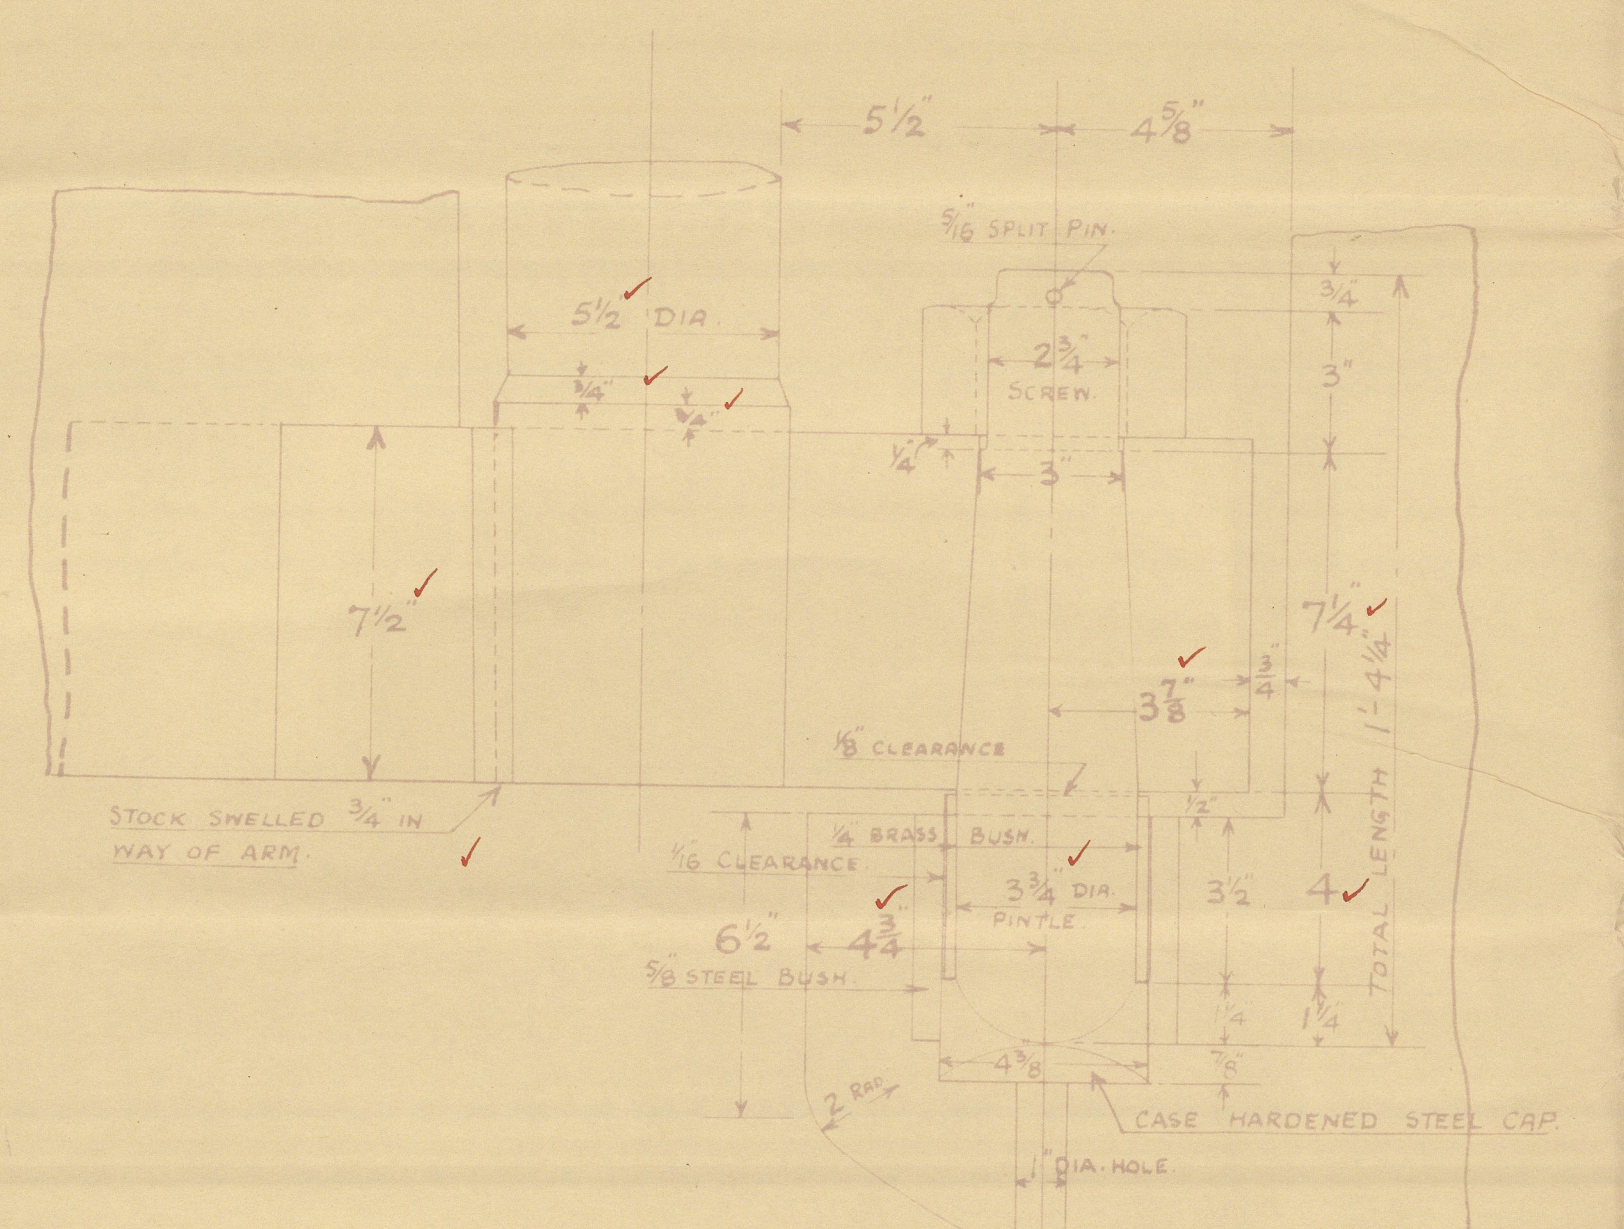 5½"
4⅝"
5/16" SPLIT PIN.
5½" DIA.
¾"
2¾"
SCREW.
3"
¾"
¼"
¼"
3"
7½"
7¼"
¾"
3⅞"
TOTAL LENGTH 1'-4¼"
⅛" CLEARANCE
½"
STOCK SWELLED ¾" IN
WAY OF ARM.
¼" BRASS BUSH.
1/16" CLEARANCE.
3¾" DIA.
PINTLE.
3½"
4
6½"
4¾"
⅝" STEEL BUSH.
1¼"
1¼"
4⅜"
⅞"
2 RAD
CASE HARDENED STEEL CAP.
1" DIA. HOLE.